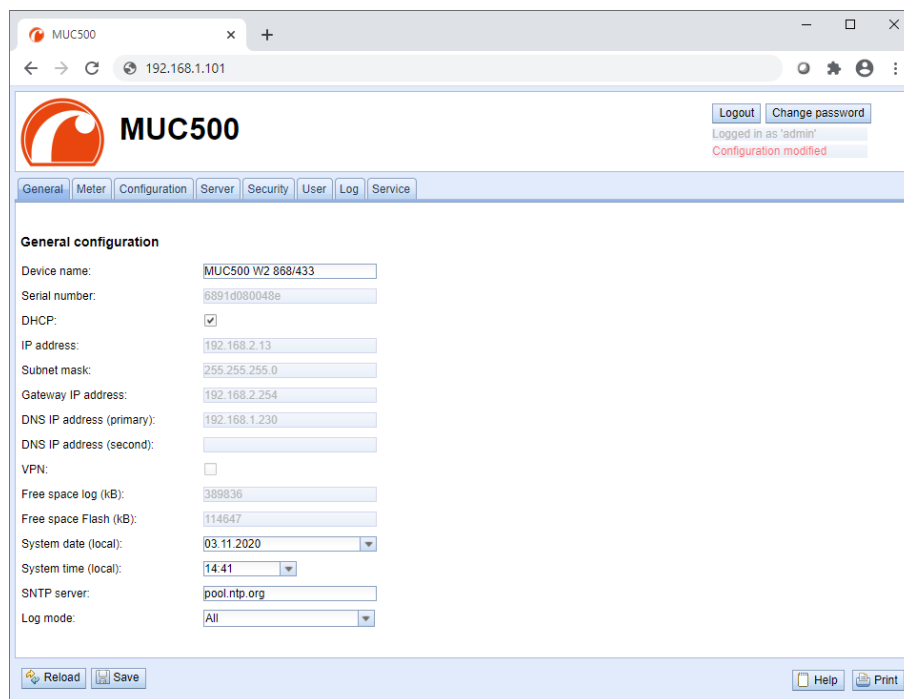 MUC500
192.168.1.101
MUC500
Logout Change password
Logged in as 'admin'
Configuration modified
General Meter Configuration Server Security User Log Service
General configuration
Device name: MUC500 W2 868/433
Serial number: 6891d080048e
DHCP:
IP address: 192.168.2.13
Subnet mask: 255.255.255.0
Gateway IP address: 192.168.2.254
DNS IP address (primary): 192.168.1.230
DNS IP address (second):
VPN:
Free space log (kB): 389836
Free space Flash (kB): 114647
System date (local): 03.11.2020
System time (local): 14:41
SNTP server: pool.ntp.org
Log mode: All
Reload Save Help Print